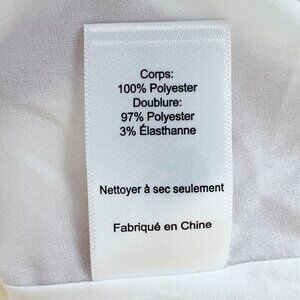 Corps:
100% Polyester
Doublure:
97% Polyester
3% Élasthanne
Nettoyer à sec seulement
Fabriqué en Chine